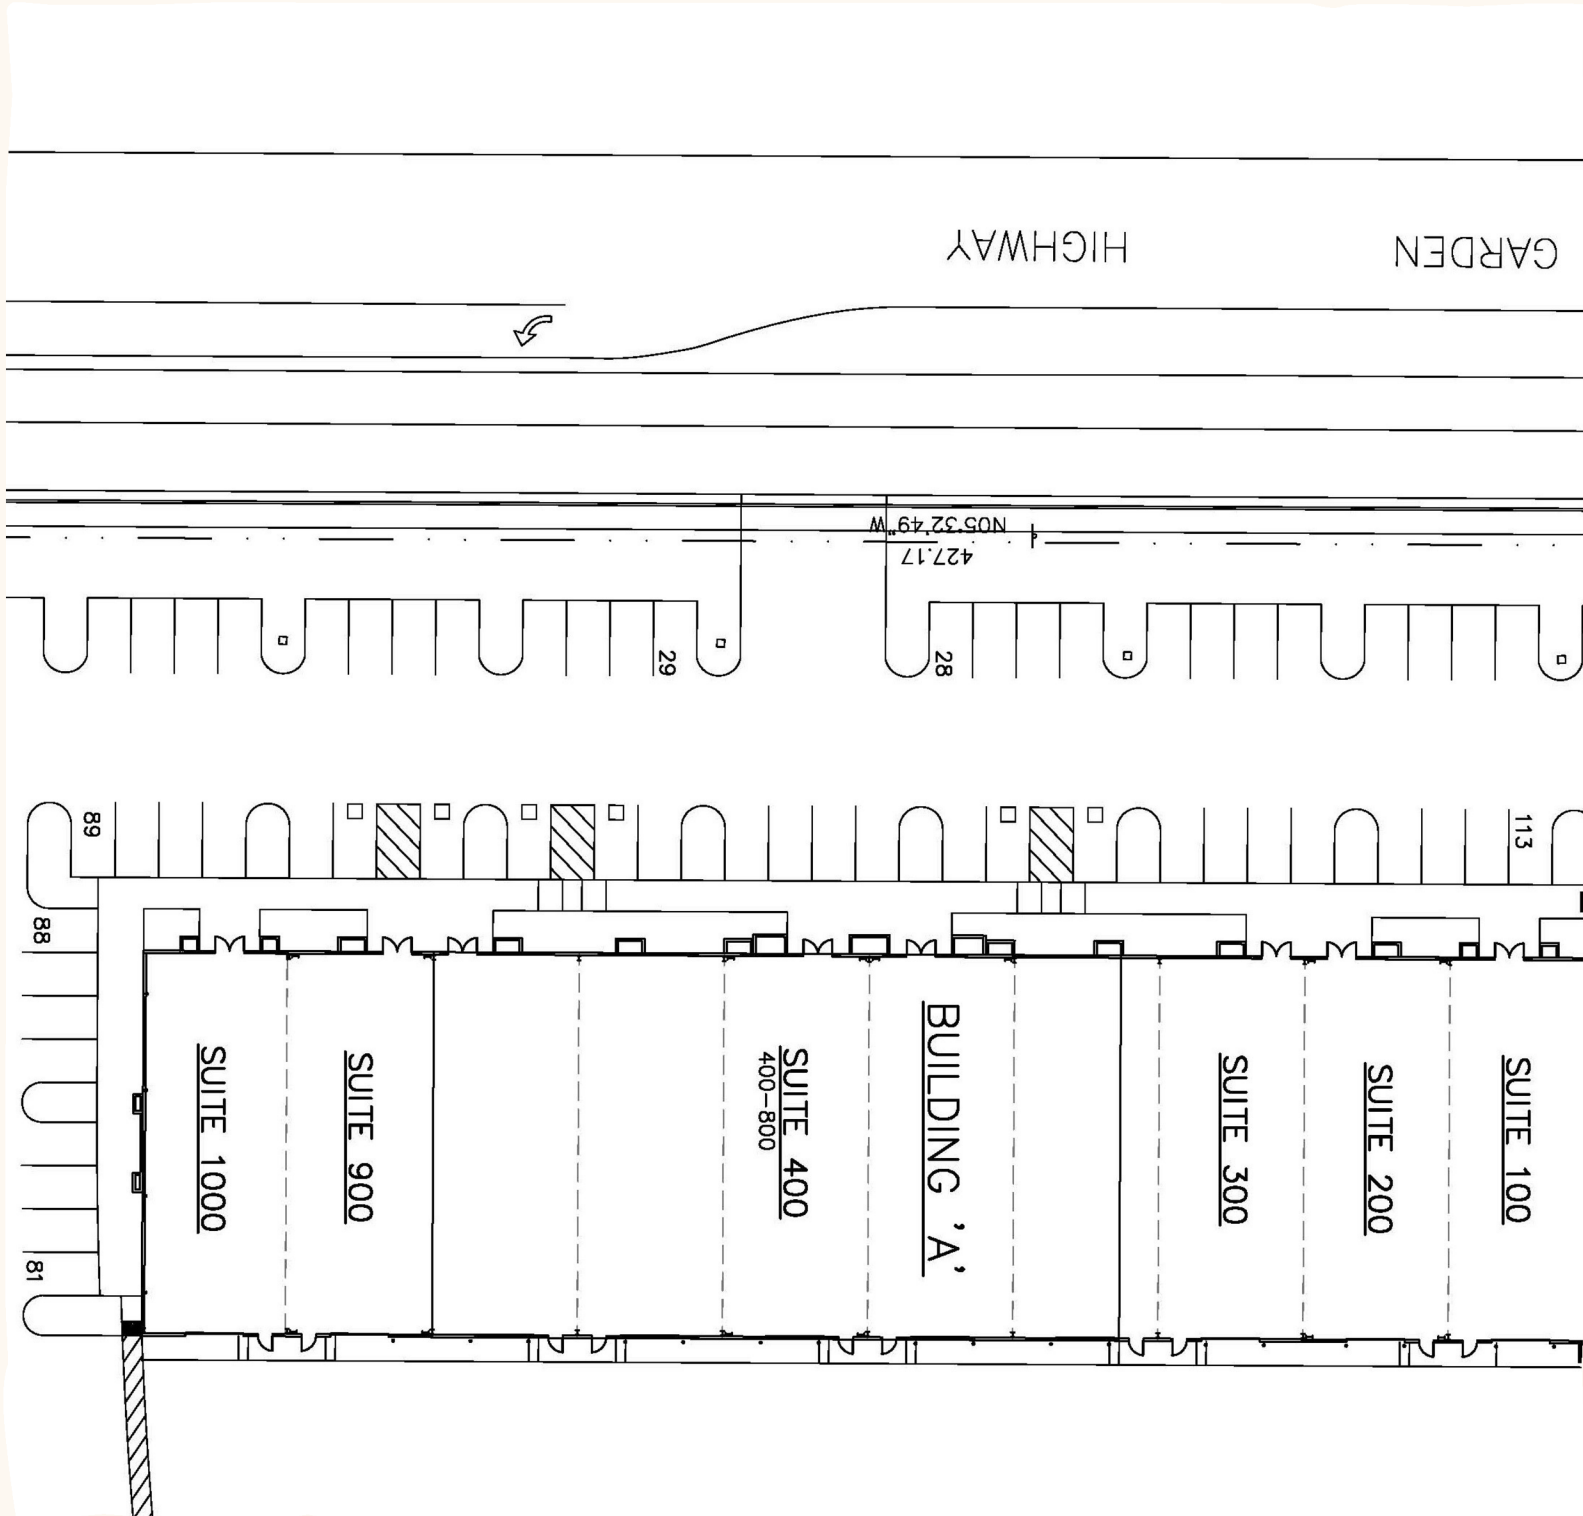 GARDEN HIGHWAY
N05°32'49"W
427.17
29
28
89
113
88
81
SUITE 1000
SUITE 900
SUITE 400
400-800
BUILDING 'A'
SUITE 300
SUITE 200
SUITE 100